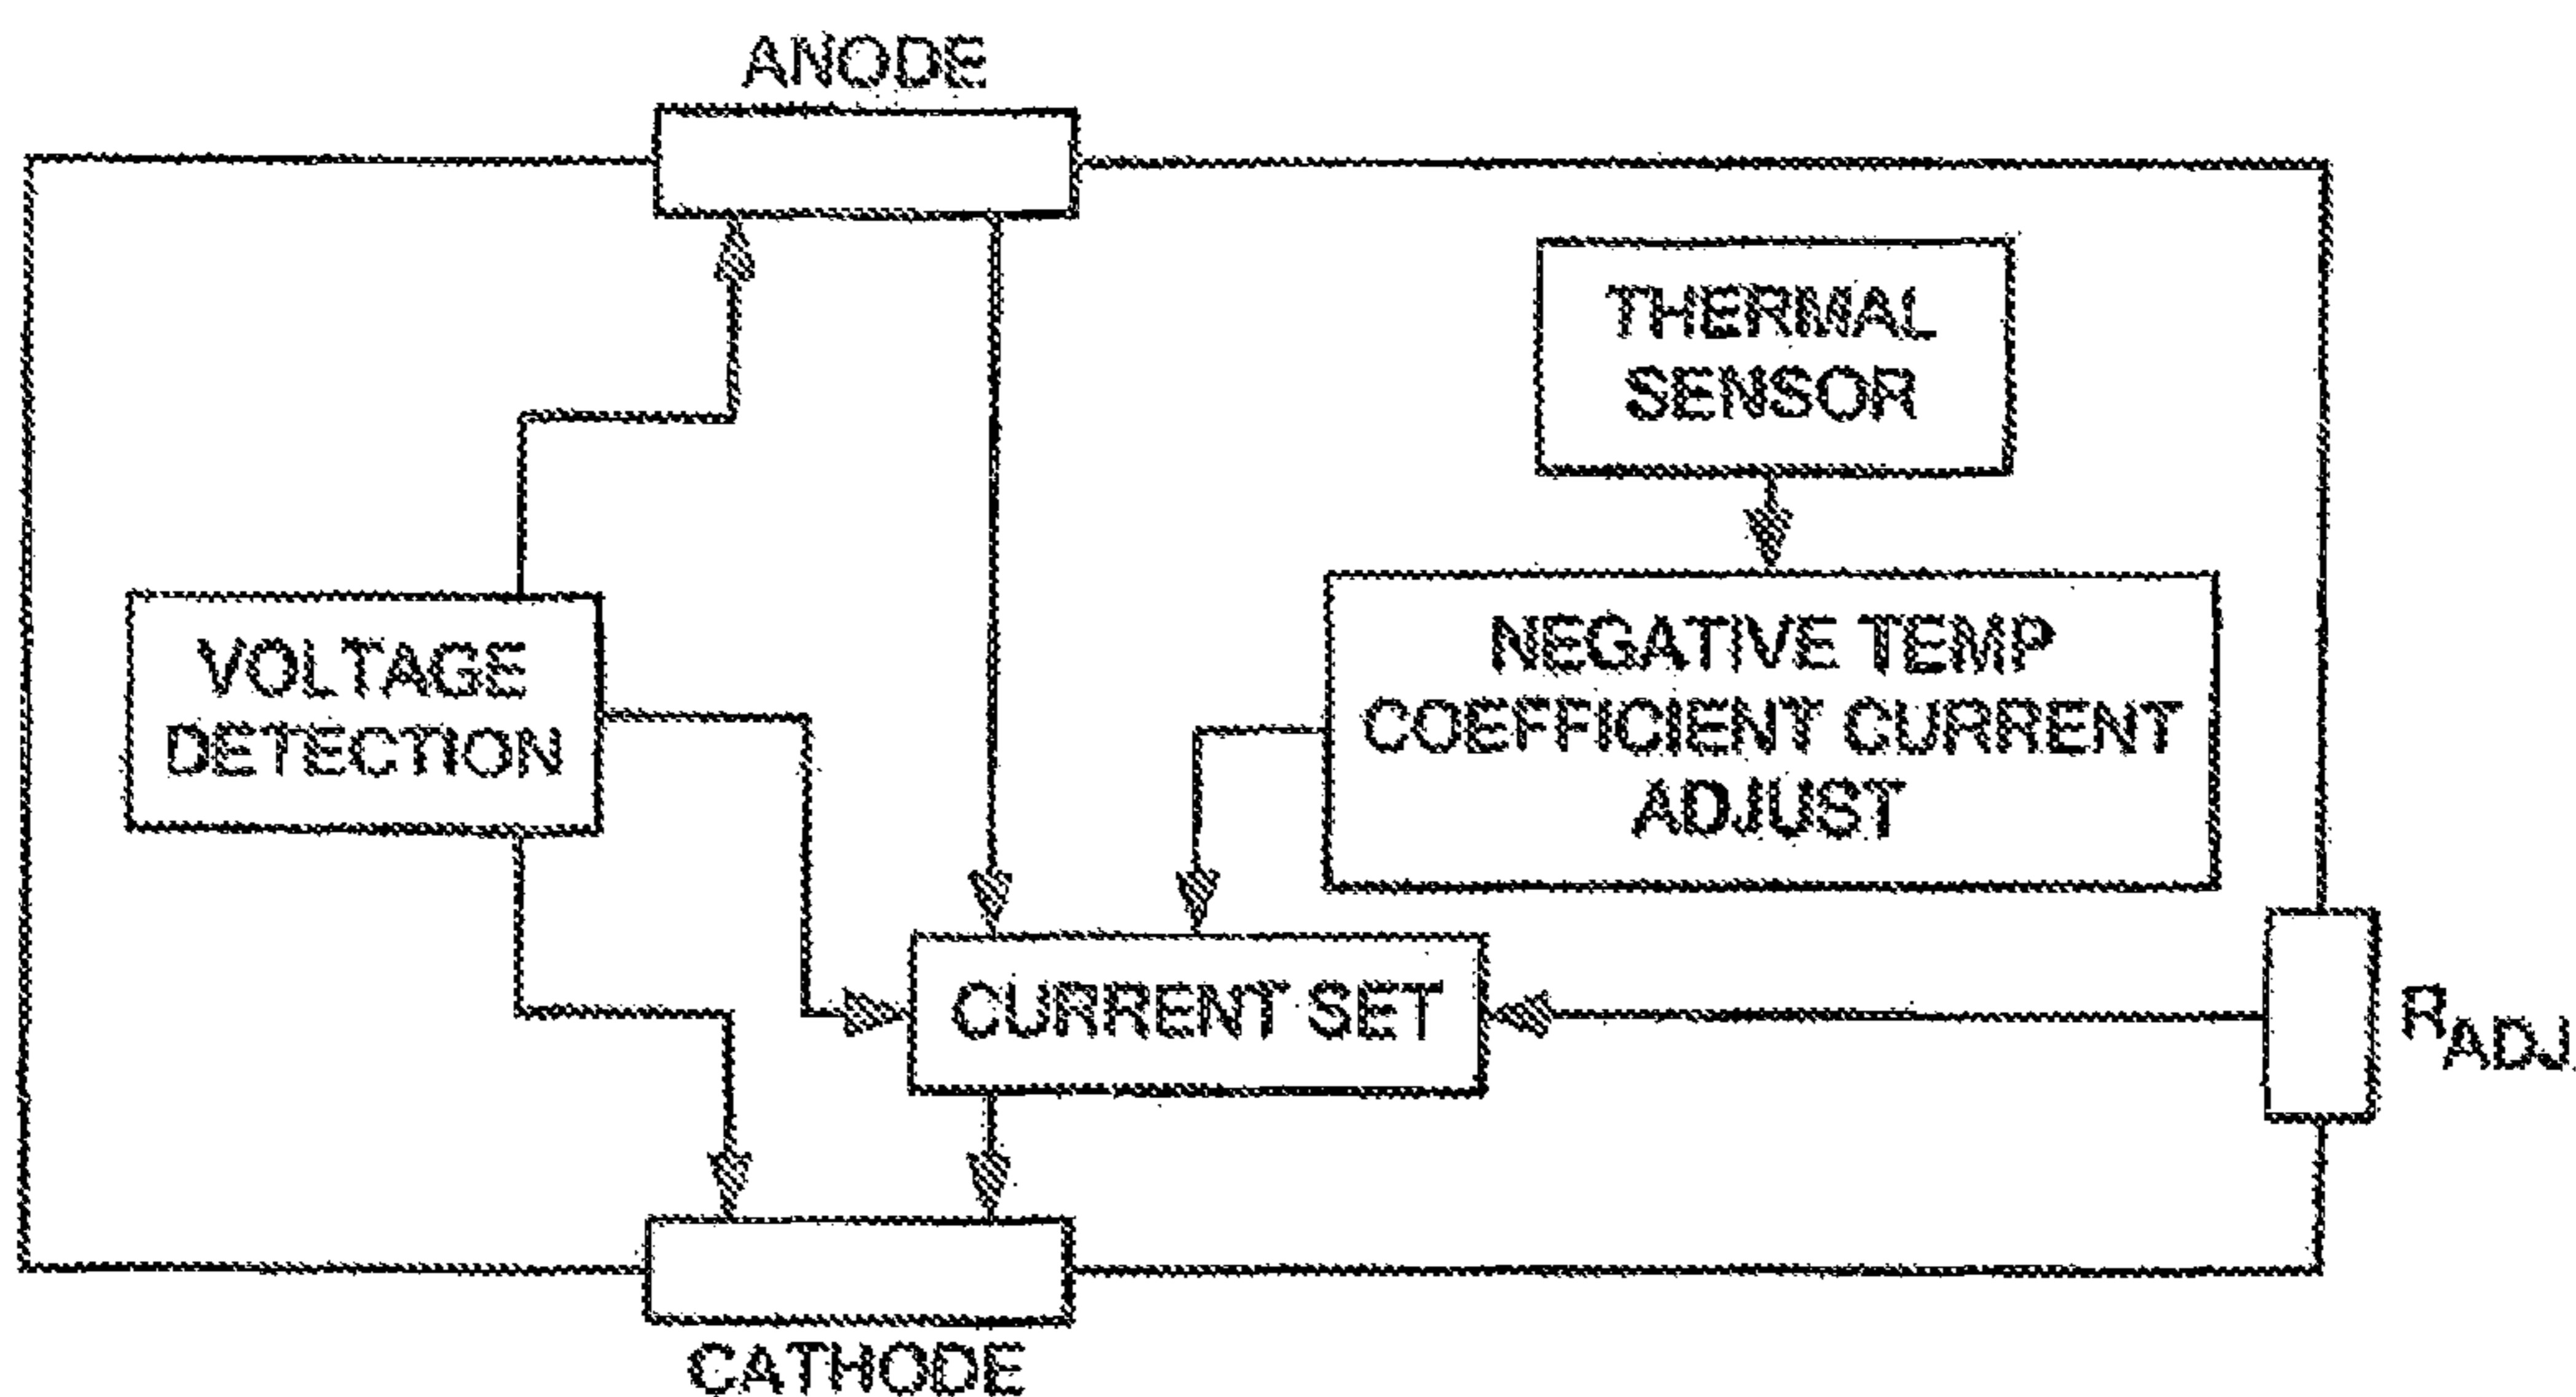 ANODE
THERMAL
SENSOR
VOLTAGE
DETECTION
NEGATIVE TEMP
COEFFICIENT CURRENT
ADJUST
CURRENT SET
RADJ
CATHODE